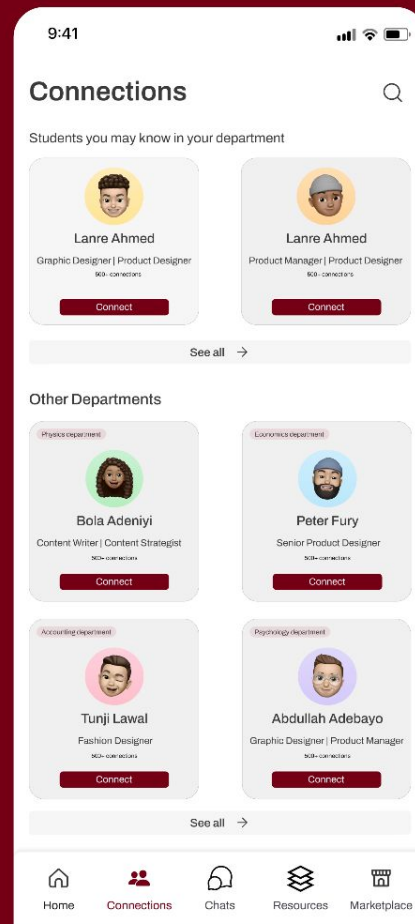 9:41
Connections
Students you may know in your department
Lanre Ahmed
Graphic Designer | Product Designer
500+ connections
Connect
Lanre Ahmed
Product Manager | Product Designer
500+ connections
Connect
See all →
Other Departments
Physics department
Bola Adeniyi
Content Writer | Content Strategist
500+ connections
Connect
Economics department
Peter Fury
Senior Product Designer
500+ connections
Connect
Accounting department
Tunji Lawal
Fashion Designer
500+ connections
Connect
Psychology department
Abdullah Adebayo
Graphic Designer | Product Manager
500+ connections
Connect
See all →
Home
Connections
Chats
Resources
Marketplace